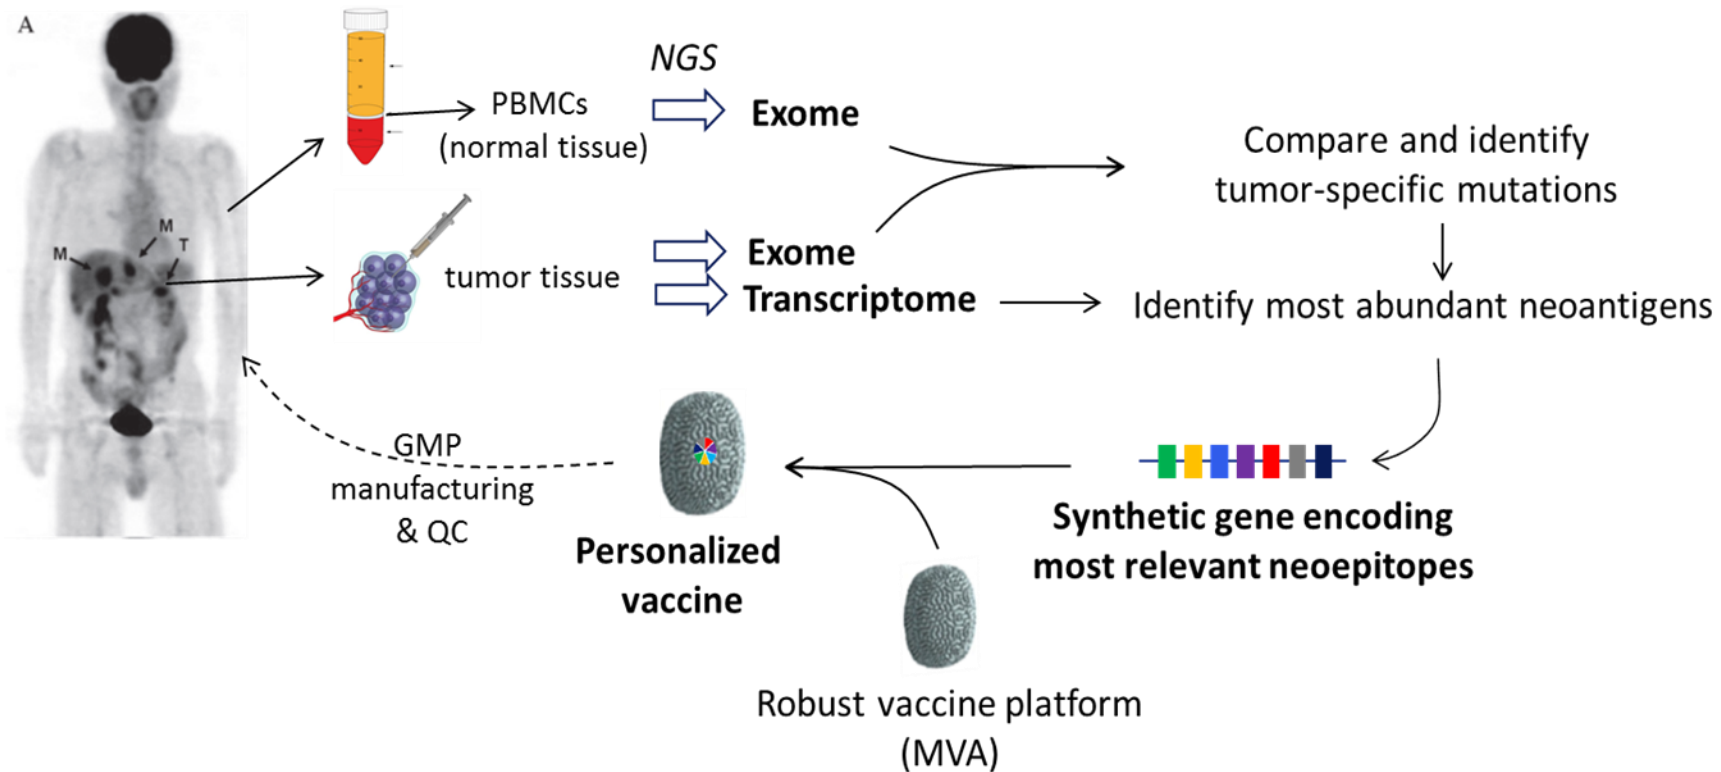 A
NGS
PBMCs
(normal tissue)
Exome
Compare and identify
tumor-specific mutations
M
M
T
tumor tissue
Exome
Transcriptome
Identify most abundant neoantigens
GMP
manufacturing
& QC
Personalized
vaccine
Synthetic gene encoding
most relevant neoepitopes
Robust vaccine platform
(MVA)